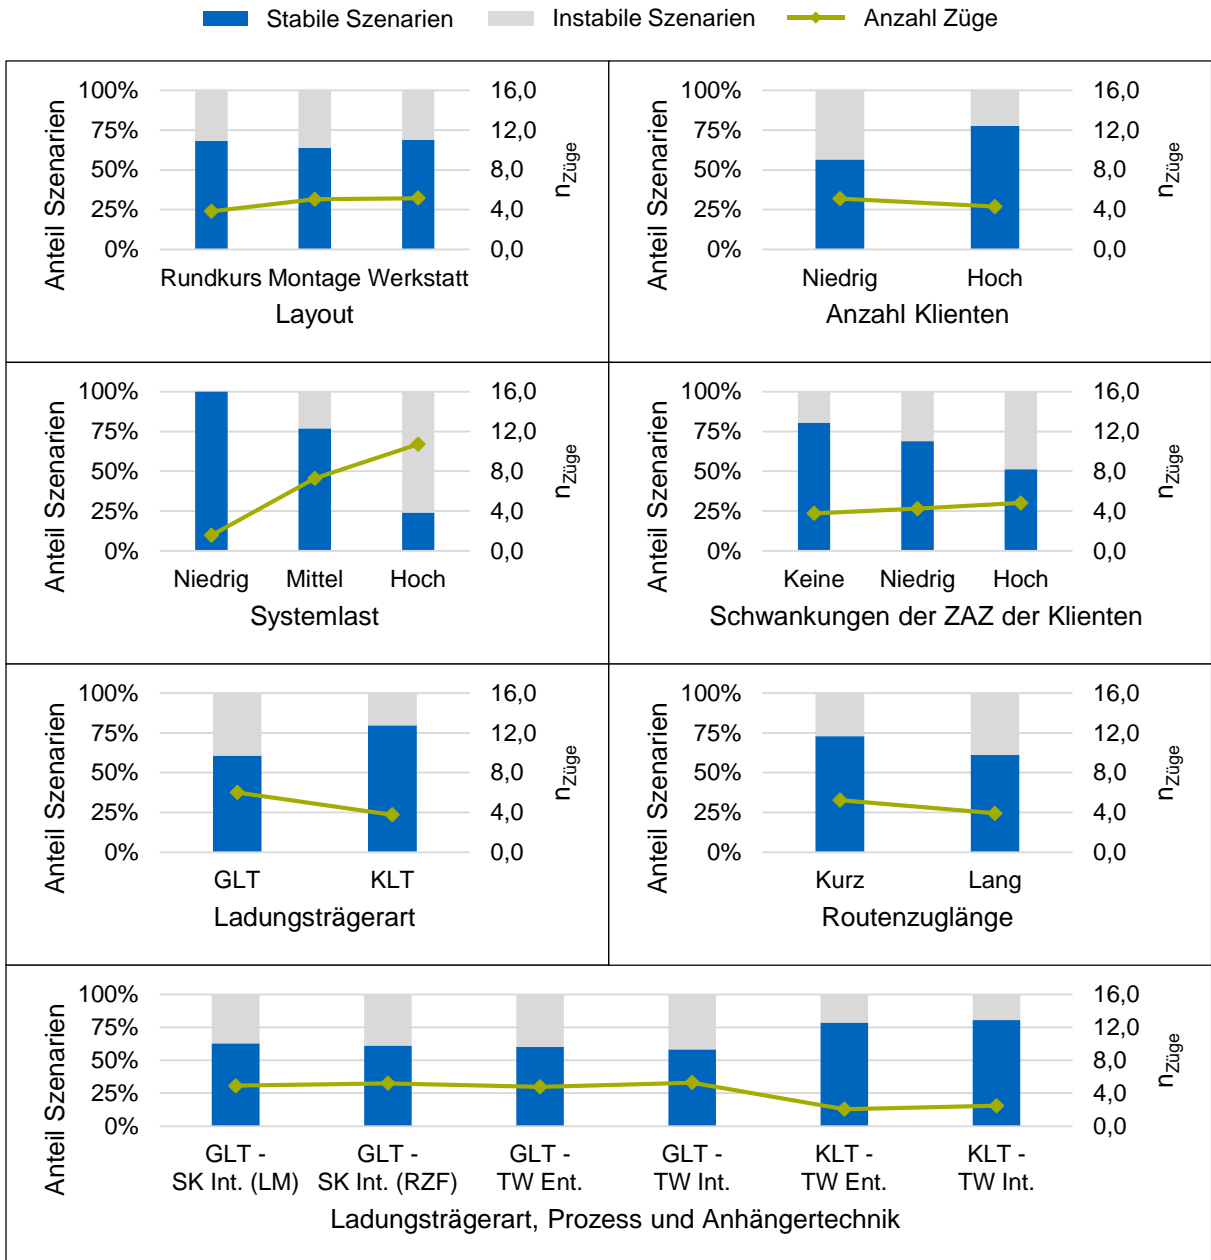 Stabile Szenarien Instabile Szenarien Anzahl Züge
Anteil Szenarien
100%
75%
50%
25%
0%
16,0
12,0
8,0
4,0
0,0
nZüge
Rundkurs Montage Werkstatt
Layout
Anteil Szenarien
100%
75%
50%
25%
0%
16,0
12,0
8,0
4,0
0,0
nZüge
Niedrig Hoch
Anzahl Klienten
Anteil Szenarien
100%
75%
50%
25%
0%
16,0
12,0
8,0
4,0
0,0
nZüge
Niedrig Mittel Hoch
Systemlast
Anteil Szenarien
100%
75%
50%
25%
0%
16,0
12,0
8,0
4,0
0,0
nZüge
Keine Niedrig Hoch
Schwankungen der ZAZ der Klienten
Anteil Szenarien
100%
75%
50%
25%
0%
16,0
12,0
8,0
4,0
0,0
nZüge
GLT KLT
Ladungsträgerart
Anteil Szenarien
100%
75%
50%
25%
0%
16,0
12,0
8,0
4,0
0,0
nZüge
Kurz Lang
Routenzuglänge
Anteil Szenarien
100%
75%
50%
25%
0%
16,0
12,0
8,0
4,0
0,0
nZüge
GLT - GLT - GLT - GLT - KLT - KLT -
SK Int. (LM) SK Int. (RZF) TW Ent. TW Int. TW Ent. TW Int.
Ladungsträgerart, Prozess und Anhängertechnik